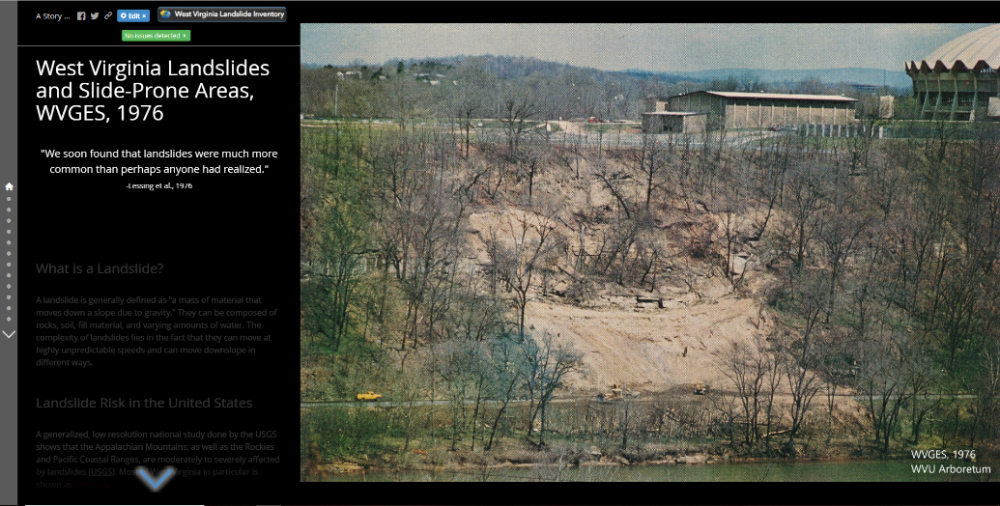 A Story ...
Edit ×
West Virginia Landslide Inventory
No issues detected
West Virginia Landslides
and Slide-Prone Areas,
WVGES, 1976
"We soon found that landslides were much more
common than perhaps anyone had realized."
-Lessing et al., 1976
What is a Landslide?
A landslide is generally defined as "a mass of material that
moves down a slope due to gravity." They can be composed of
rocks, soil, fill material, and varying amounts of water. The
complexity of landslides lies in the fact that they can move at
highly unpredictable speeds and can move downslope in
different ways.
Landslide Risk in the United States
A generalized, low resolution national study done by the USGS
shows that the Appalachian Mountains, as well as the Rockies
and Pacific Coastal Ranges, are moderately to severely affected
by landslides (USGS). Most West Virginia in particular is
shown as
WVGES, 1976
WVU Arboretum